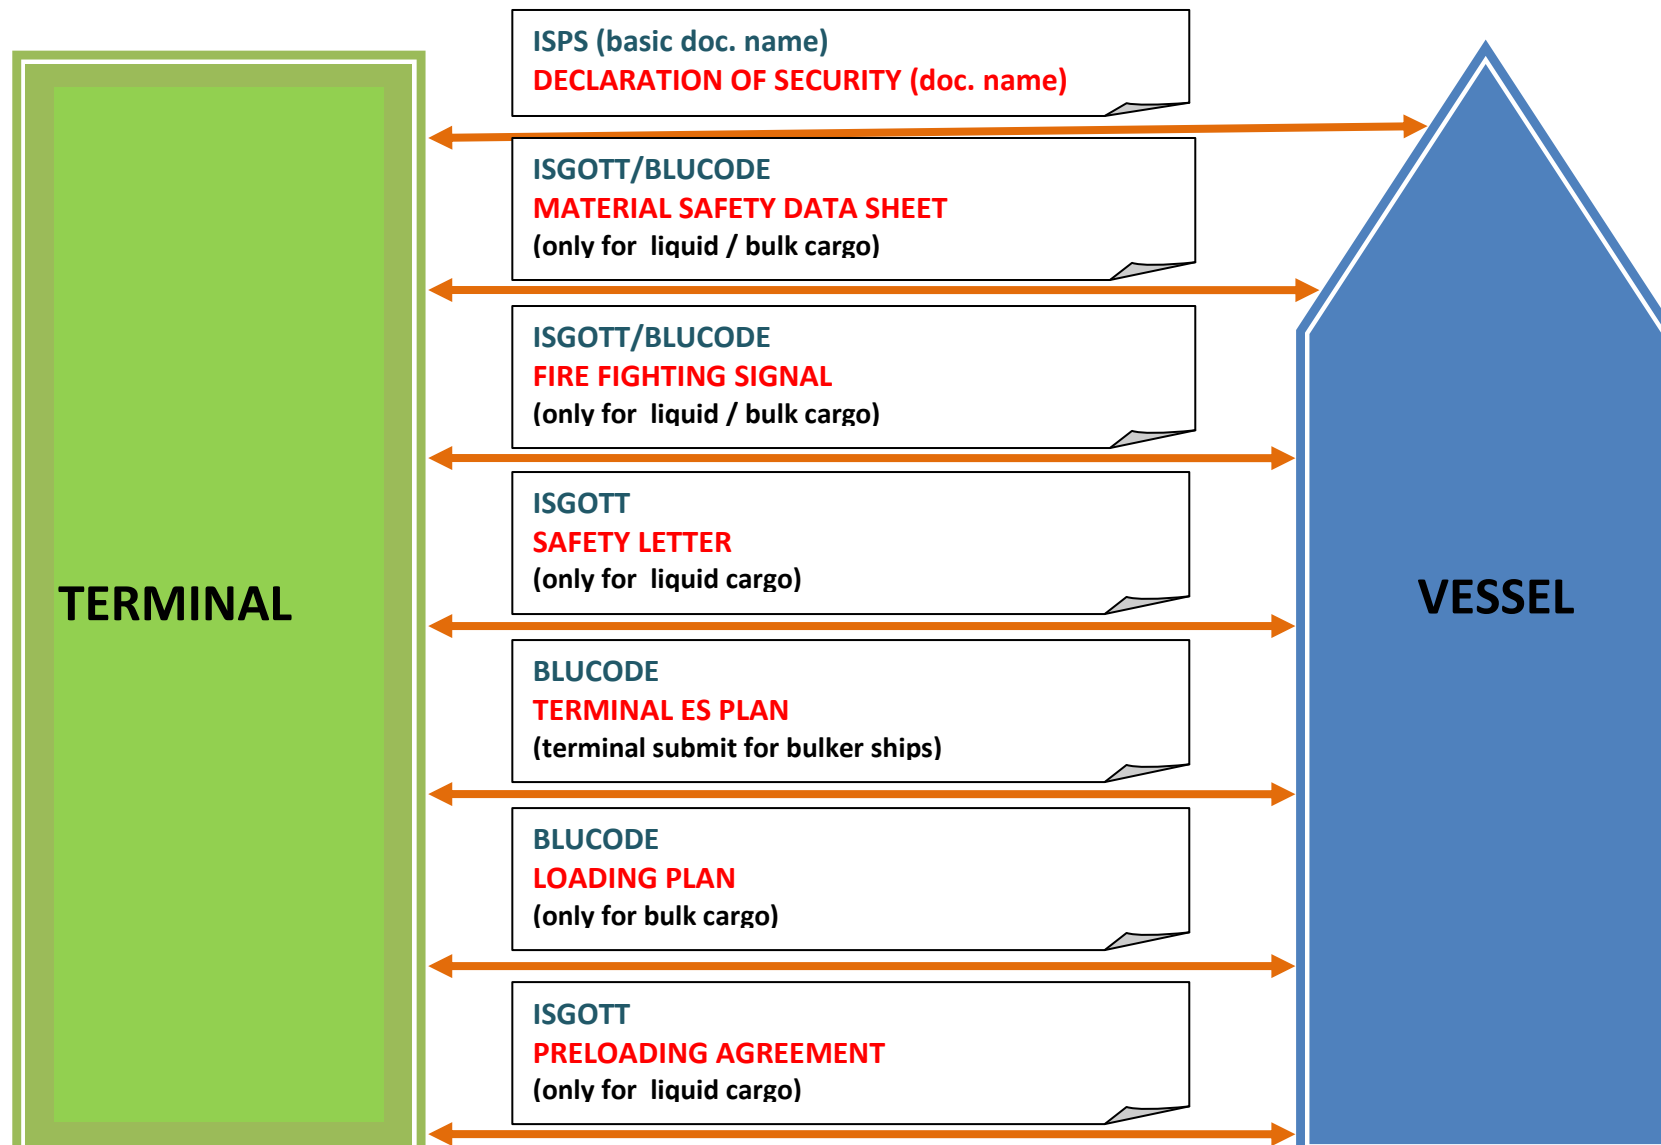 ISPS (basic doc. name)
DECLARATION OF SECURITY (doc. name)
ISGOTT/BLUCODE
MATERIAL SAFETY DATA SHEET
(only for liquid / bulk cargo)
ISGOTT/BLUCODE
FIRE FIGHTING SIGNAL
(only for liquid / bulk cargo)
ISGOTT
SAFETY LETTER
(only for liquid cargo)
TERMINAL
VESSEL
BLUCODE
TERMINAL ES PLAN
(terminal submit for bulker ships)
BLUCODE
LOADING PLAN
(only for bulk cargo)
ISGOTT
PRELOADING AGREEMENT
(only for liquid cargo)